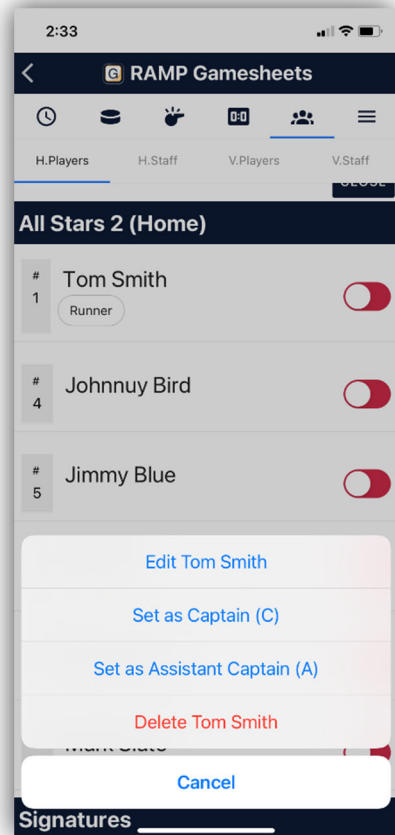 2:33
G RAMP Gamesheets
0:0
H.Players H.Staff V.Players V.Staff
CLOSE
All Stars 2 (Home)
# 1 Tom Smith
Runner
# 4 Johnnuy Bird
# 5 Jimmy Blue
Edit Tom Smith
Set as Captain (C)
Set as Assistant Captain (A)
Delete Tom Smith
Cancel
Signatures